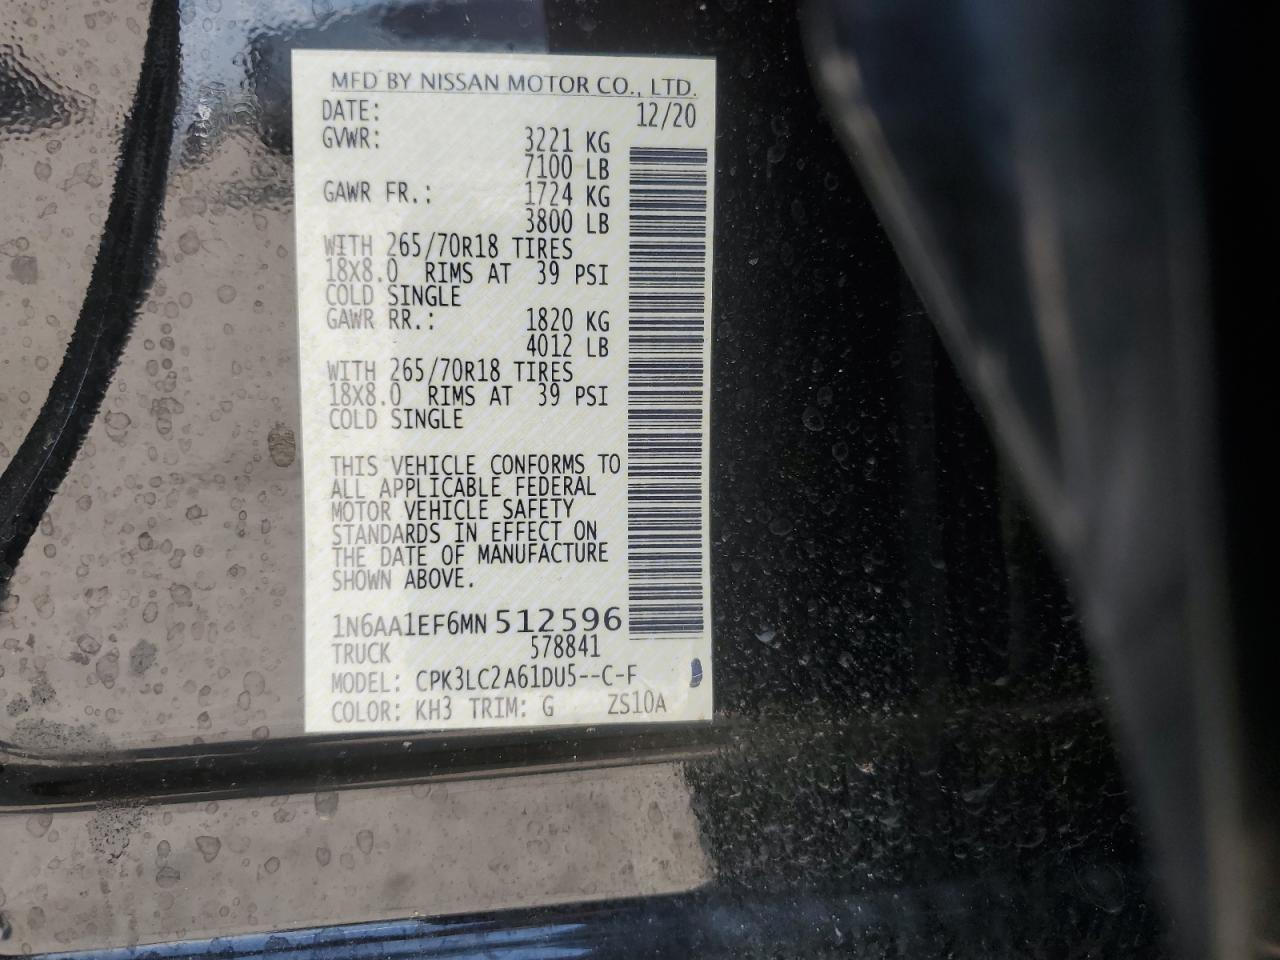 MFD BY NISSAN MOTOR CO., LTD.
DATE: 12/20
GVWR: 3221 KG
7100 LB
GAWR FR.: 1724 KG
3800 LB
WITH 265/70R18 TIRES
18X8.0 RIMS AT 39 PSI
COLD SINGLE
GAWR RR.: 1820 KG
4012 LB
WITH 265/70R18 TIRES
18X8.0 RIMS AT 39 PSI
COLD SINGLE
THIS VEHICLE CONFORMS TO
ALL APPLICABLE FEDERAL
MOTOR VEHICLE SAFETY
STANDARDS IN EFFECT ON
THE DATE OF MANUFACTURE
SHOWN ABOVE.
1N6AA1EF6MN512596
TRUCK 578841
MODEL: CPK3LC2A61DU5--C-F
COLOR: KH3 TRIM: G ZS10A